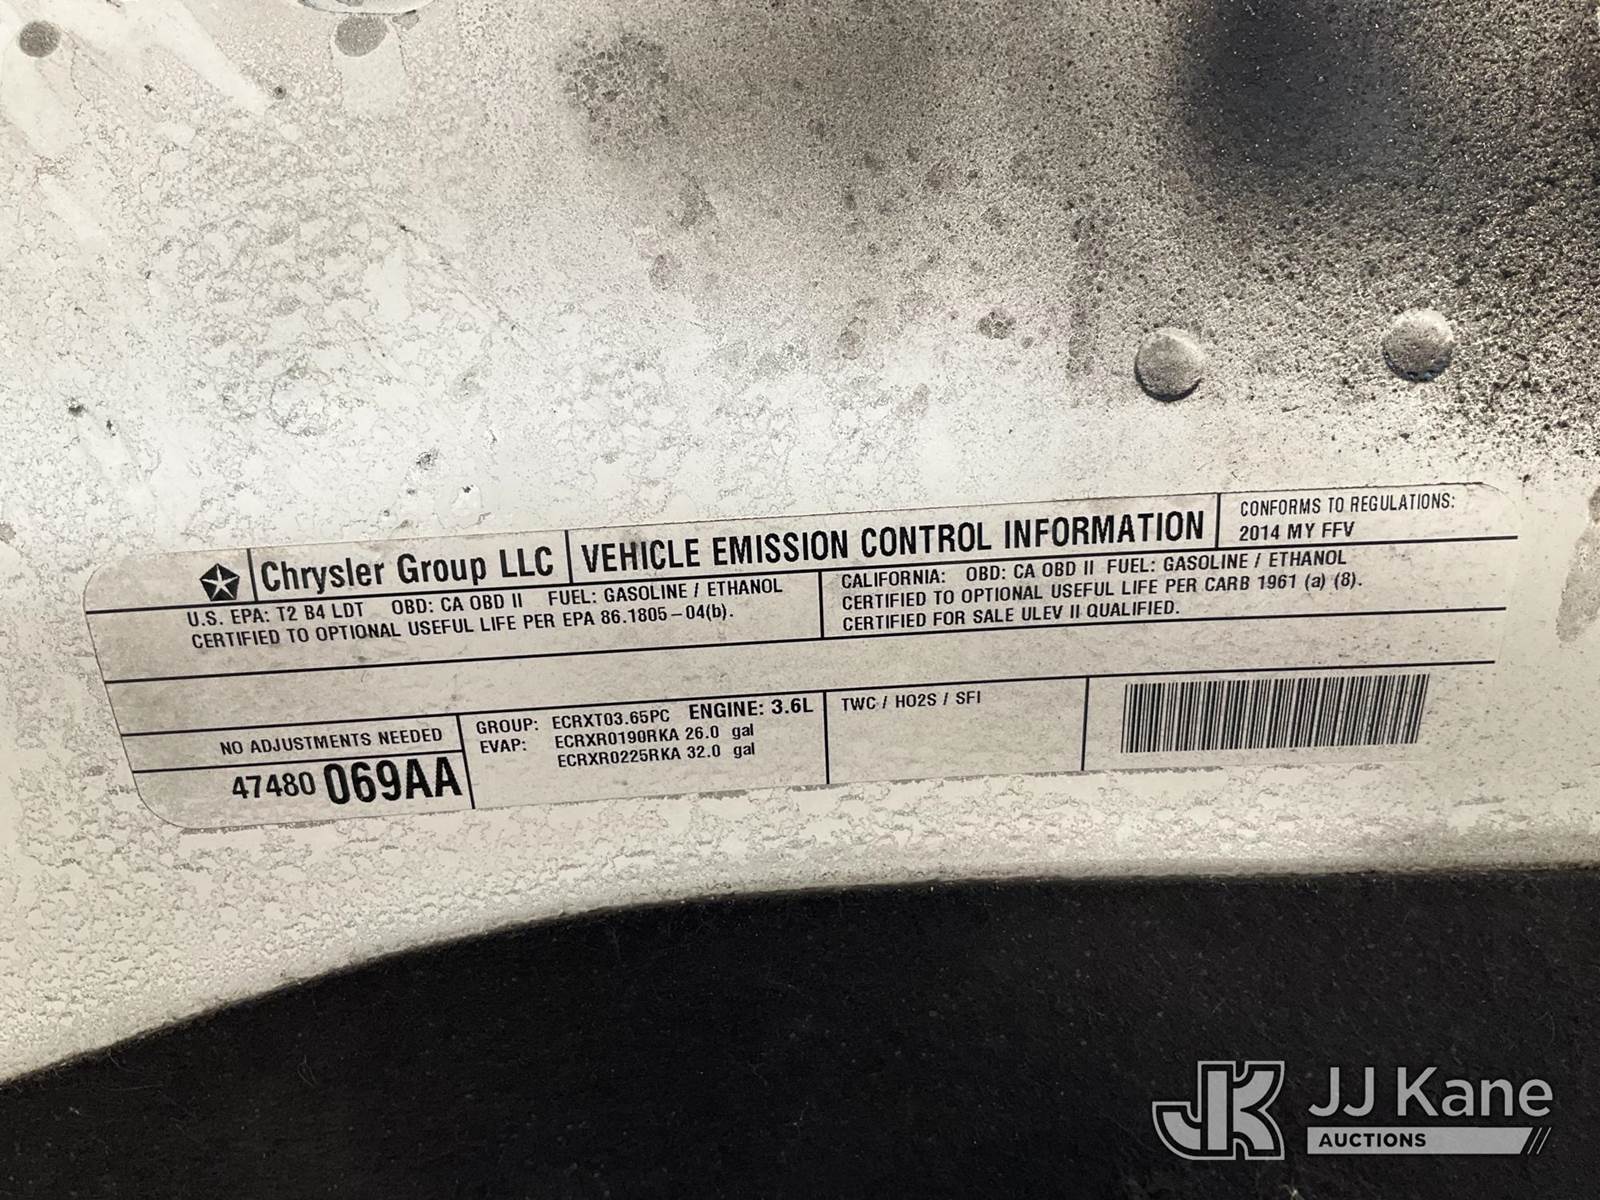 Chrysler Group LLC
VEHICLE EMISSION CONTROL INFORMATION
CONFORMS TO REGULATIONS:
2014 MY FFV
U.S. EPA: T2 B4 LDT OBD: CA OBD II FUEL: GASOLINE / ETHANOL
CERTIFIED TO OPTIONAL USEFUL LIFE PER EPA 86.1805-04(b).
CALIFORNIA: OBD: CA OBD II FUEL: GASOLINE / ETHANOL
CERTIFIED TO OPTIONAL USEFUL LIFE PER CARB 1961 (a) (8).
CERTIFIED FOR SALE ULEV II QUALIFIED.
NO ADJUSTMENTS NEEDED
47480 069AA
GROUP: ECRXT03.65PC ENGINE: 3.6L
EVAP: ECRXR0190RKA 26.0 gal
ECRXR0225RKA 32.0 gal
TWC / HO2S / SFI
JK JJ Kane
AUCTIONS